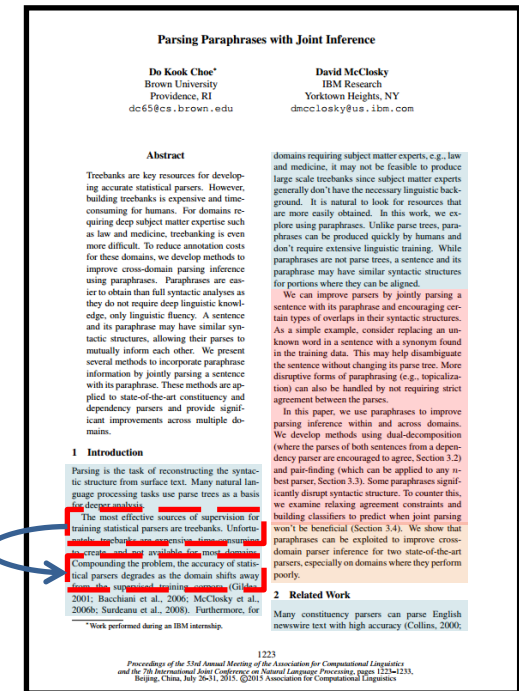 Parsing Paraphrases with Joint Inference
Do Kook Choe*
Brown University
Providence, RI
dc65@cs.brown.edu
David McClosky
IBM Research
Yorktown Heights, NY
dmcclosky@us.ibm.com
Abstract
Treebanks are key resources for develop-
ing accurate statistical parsers. However,
building treebanks is expensive and time-
consuming for humans. For domains re-
quiring deep subject matter expertise such
as law and medicine, treebanking is even
more difficult. To reduce annotation costs
for these domains, we develop methods to
improve cross-domain parsing inference
using paraphrases. Paraphrases are eas-
ier to obtain than full syntactic analyses as
they do not require deep linguistic knowl-
edge, only linguistic fluency. A sentence
and its paraphrase may have similar syn-
tactic structures, allowing their parses to
mutually inform each other. We present
several methods to incorporate paraphrase
information by jointly parsing a sentence
with its paraphrase. These methods are ap-
plied to state-of-the-art constituency and
dependency parsers and provide signif-
icant improvements across multiple do-
mains.
1 Introduction
Parsing is the task of reconstructing the syntac-
tic structure from surface text. Many natural lan-
guage processing tasks use parse trees as a basis
for deeper analysis.
The most effective sources of supervision for
training statistical parsers are treebanks. Unfortu-
nately, treebanks are expensive, time-consuming
to create, and not available for most domains.
Compounding the problem, the accuracy of statis-
tical parsers degrades as the domain shifts away
from the supervised training corpora (Gildea,
2001; Bacchiani et al., 2006; McClosky et al.,
2006b; Surdeanu et al., 2008). Furthermore, for
*Work performed during an IBM internship.
domains requiring subject matter experts, e.g., law
and medicine, it may not be feasible to produce
large scale treebanks since subject matter experts
generally don't have the necessary linguistic back-
ground. It is natural to look for resources that
are more easily obtained. In this work, we ex-
plore using paraphrases. Unlike parse trees, para-
phrases can be produced quickly by humans and
don't require extensive linguistic training. While
paraphrases are not parse trees, a sentence and its
paraphrase may have similar syntactic structures
for portions where they can be aligned.
We can improve parsers by jointly parsing a
sentence with its paraphrase and encouraging cer-
tain types of overlaps in their syntactic structures.
As a simple example, consider replacing an un-
known word in a sentence with a synonym found
in the training data. This may help disambiguate
the sentence without changing its parse tree. More
disruptive forms of paraphrasing (e.g., topicaliza-
tion) can also be handled by not requiring strict
agreement between the parses.
In this paper, we use paraphrases to improve
parsing inference within and across domains.
We develop methods using dual-decomposition
(where the parses of both sentences from a depen-
dency parser are encouraged to agree, Section 3.2)
and pair-finding (which can be applied to any n-
best parser, Section 3.3). Some paraphrases signif-
icantly disrupt syntactic structure. To counter this,
we examine relaxing agreement constraints and
building classifiers to predict when joint parsing
won't be beneficial (Section 3.4). We show that
paraphrases can be exploited to improve cross-
domain parser inference for two state-of-the-art
parsers, especially on domains where they perform
poorly.
2 Related Work
Many constituency parsers can parse English
newswire text with high accuracy (Collins, 2000;
1223
Proceedings of the 53rd Annual Meeting of the Association for Computational Linguistics
and the 7th International Joint Conference on Natural Language Processing, pages 1223–1233,
Beijing, China, July 26-31, 2015. ©2015 Association for Computational Linguistics